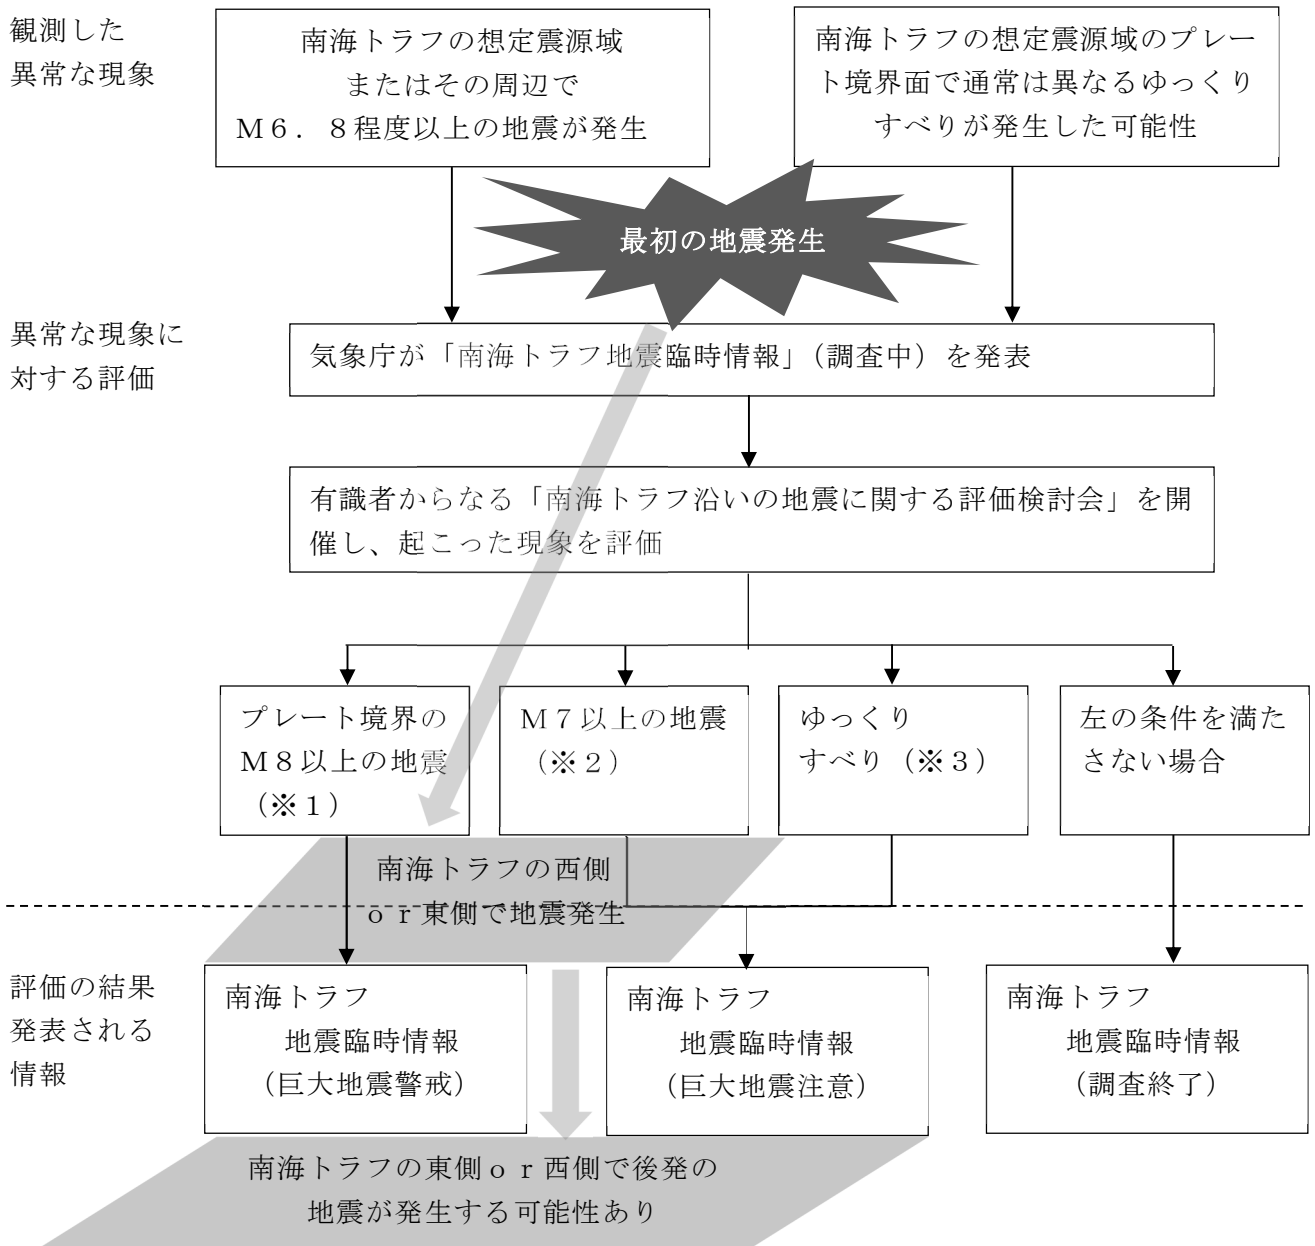 観測した
異常な現象
南海トラフの想定震源域
またはその周辺で
M６．８程度以上の地震が発生
南海トラフの想定震源域のプレー
ト境界面で通常は異なるゆっくり
すべりが発生した可能性
最初の地震発生
異常な現象に
対する評価
気象庁が「南海トラフ地震臨時情報」（調査中）を発表
有識者からなる「南海トラフ沿いの地震に関する評価検討会」を開
催し、起こった現象を評価
プレート境界の
M８以上の地震
（※１）
M７以上の地震
（※２）
ゆっくり
すべり（※３）
左の条件を満た
さない場合
南海トラフの西側
ｏｒ東側で地震発生
評価の結果
発表される
情報
南海トラフ
地震臨時情報
（巨大地震警戒）
南海トラフ
地震臨時情報
（巨大地震注意）
南海トラフ
地震臨時情報
（調査終了）
南海トラフの東側ｏｒ西側で後発の
地震が発生する可能性あり